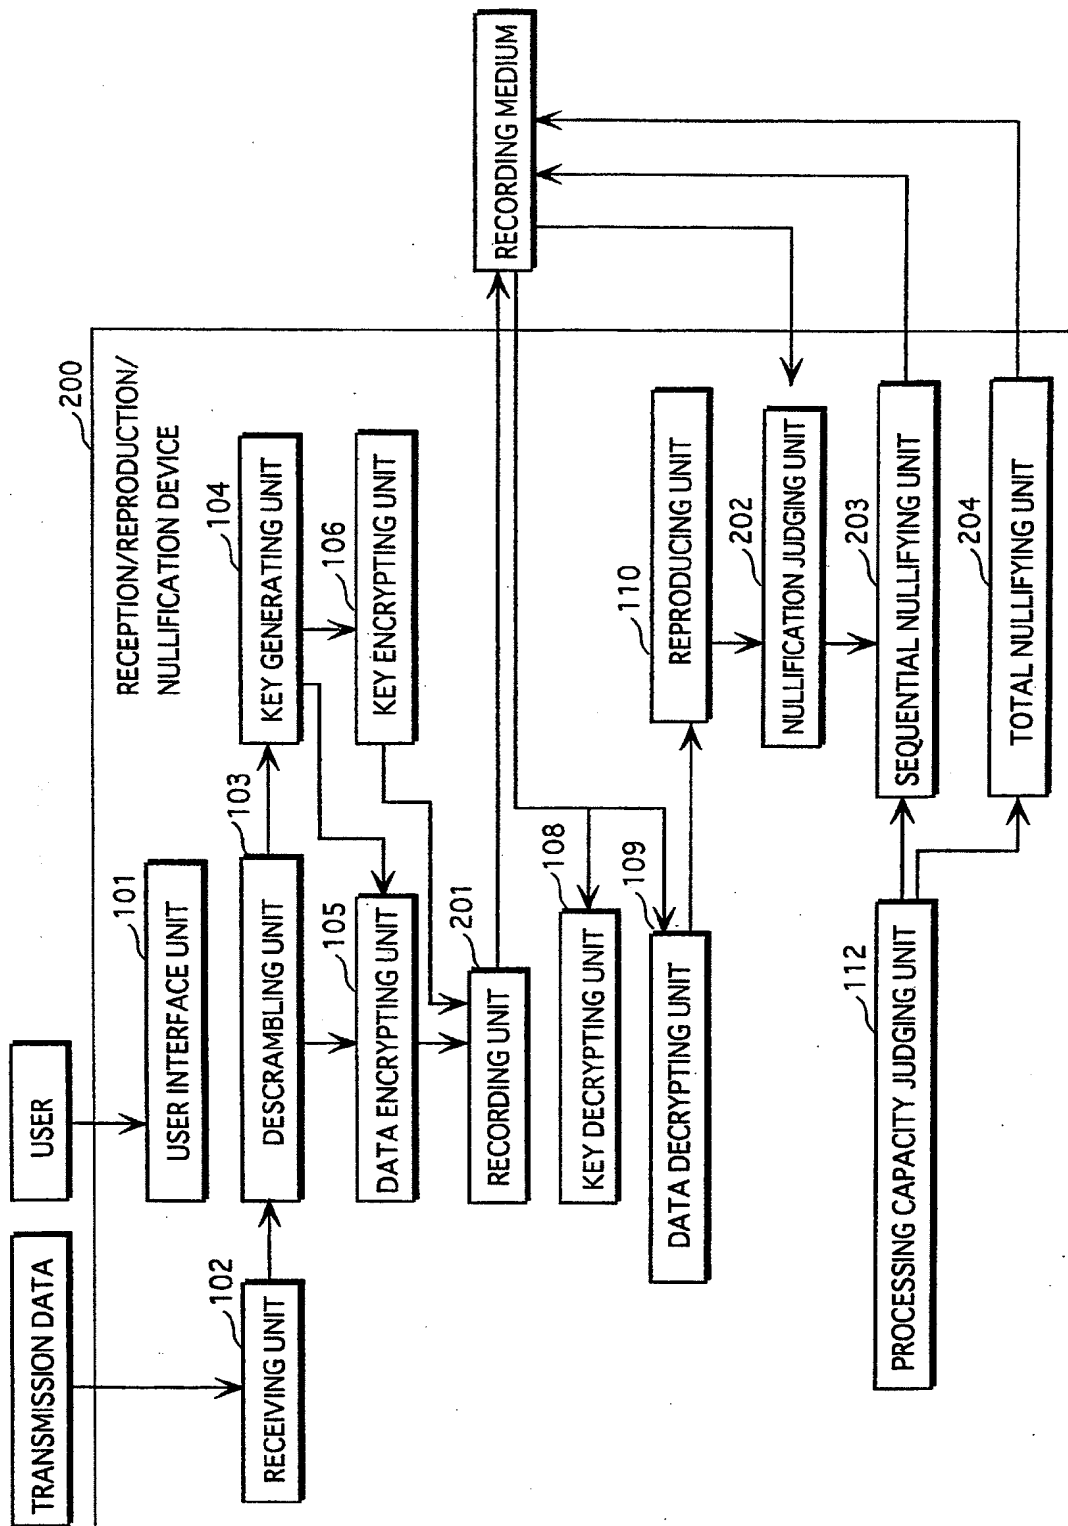 TRANSMISSION DATA
USER
200
RECEPTION/REPRODUCTION/
NULLIFICATION DEVICE
101
USER INTERFACE UNIT
102
RECEIVING UNIT
103
DESCRAMBLING UNIT
104
KEY GENERATING UNIT
105
DATA ENCRYPTING UNIT
106
KEY ENCRYPTING UNIT
201
RECORDING UNIT
RECORDING MEDIUM
108
KEY DECRYPTING UNIT
109
DATA DECRYPTING UNIT
110
REPRODUCING UNIT
202
NULLIFICATION JUDGING UNIT
112
PROCESSING CAPACITY JUDGING UNIT
203
SEQUENTIAL NULLIFYING UNIT
204
TOTAL NULLIFYING UNIT